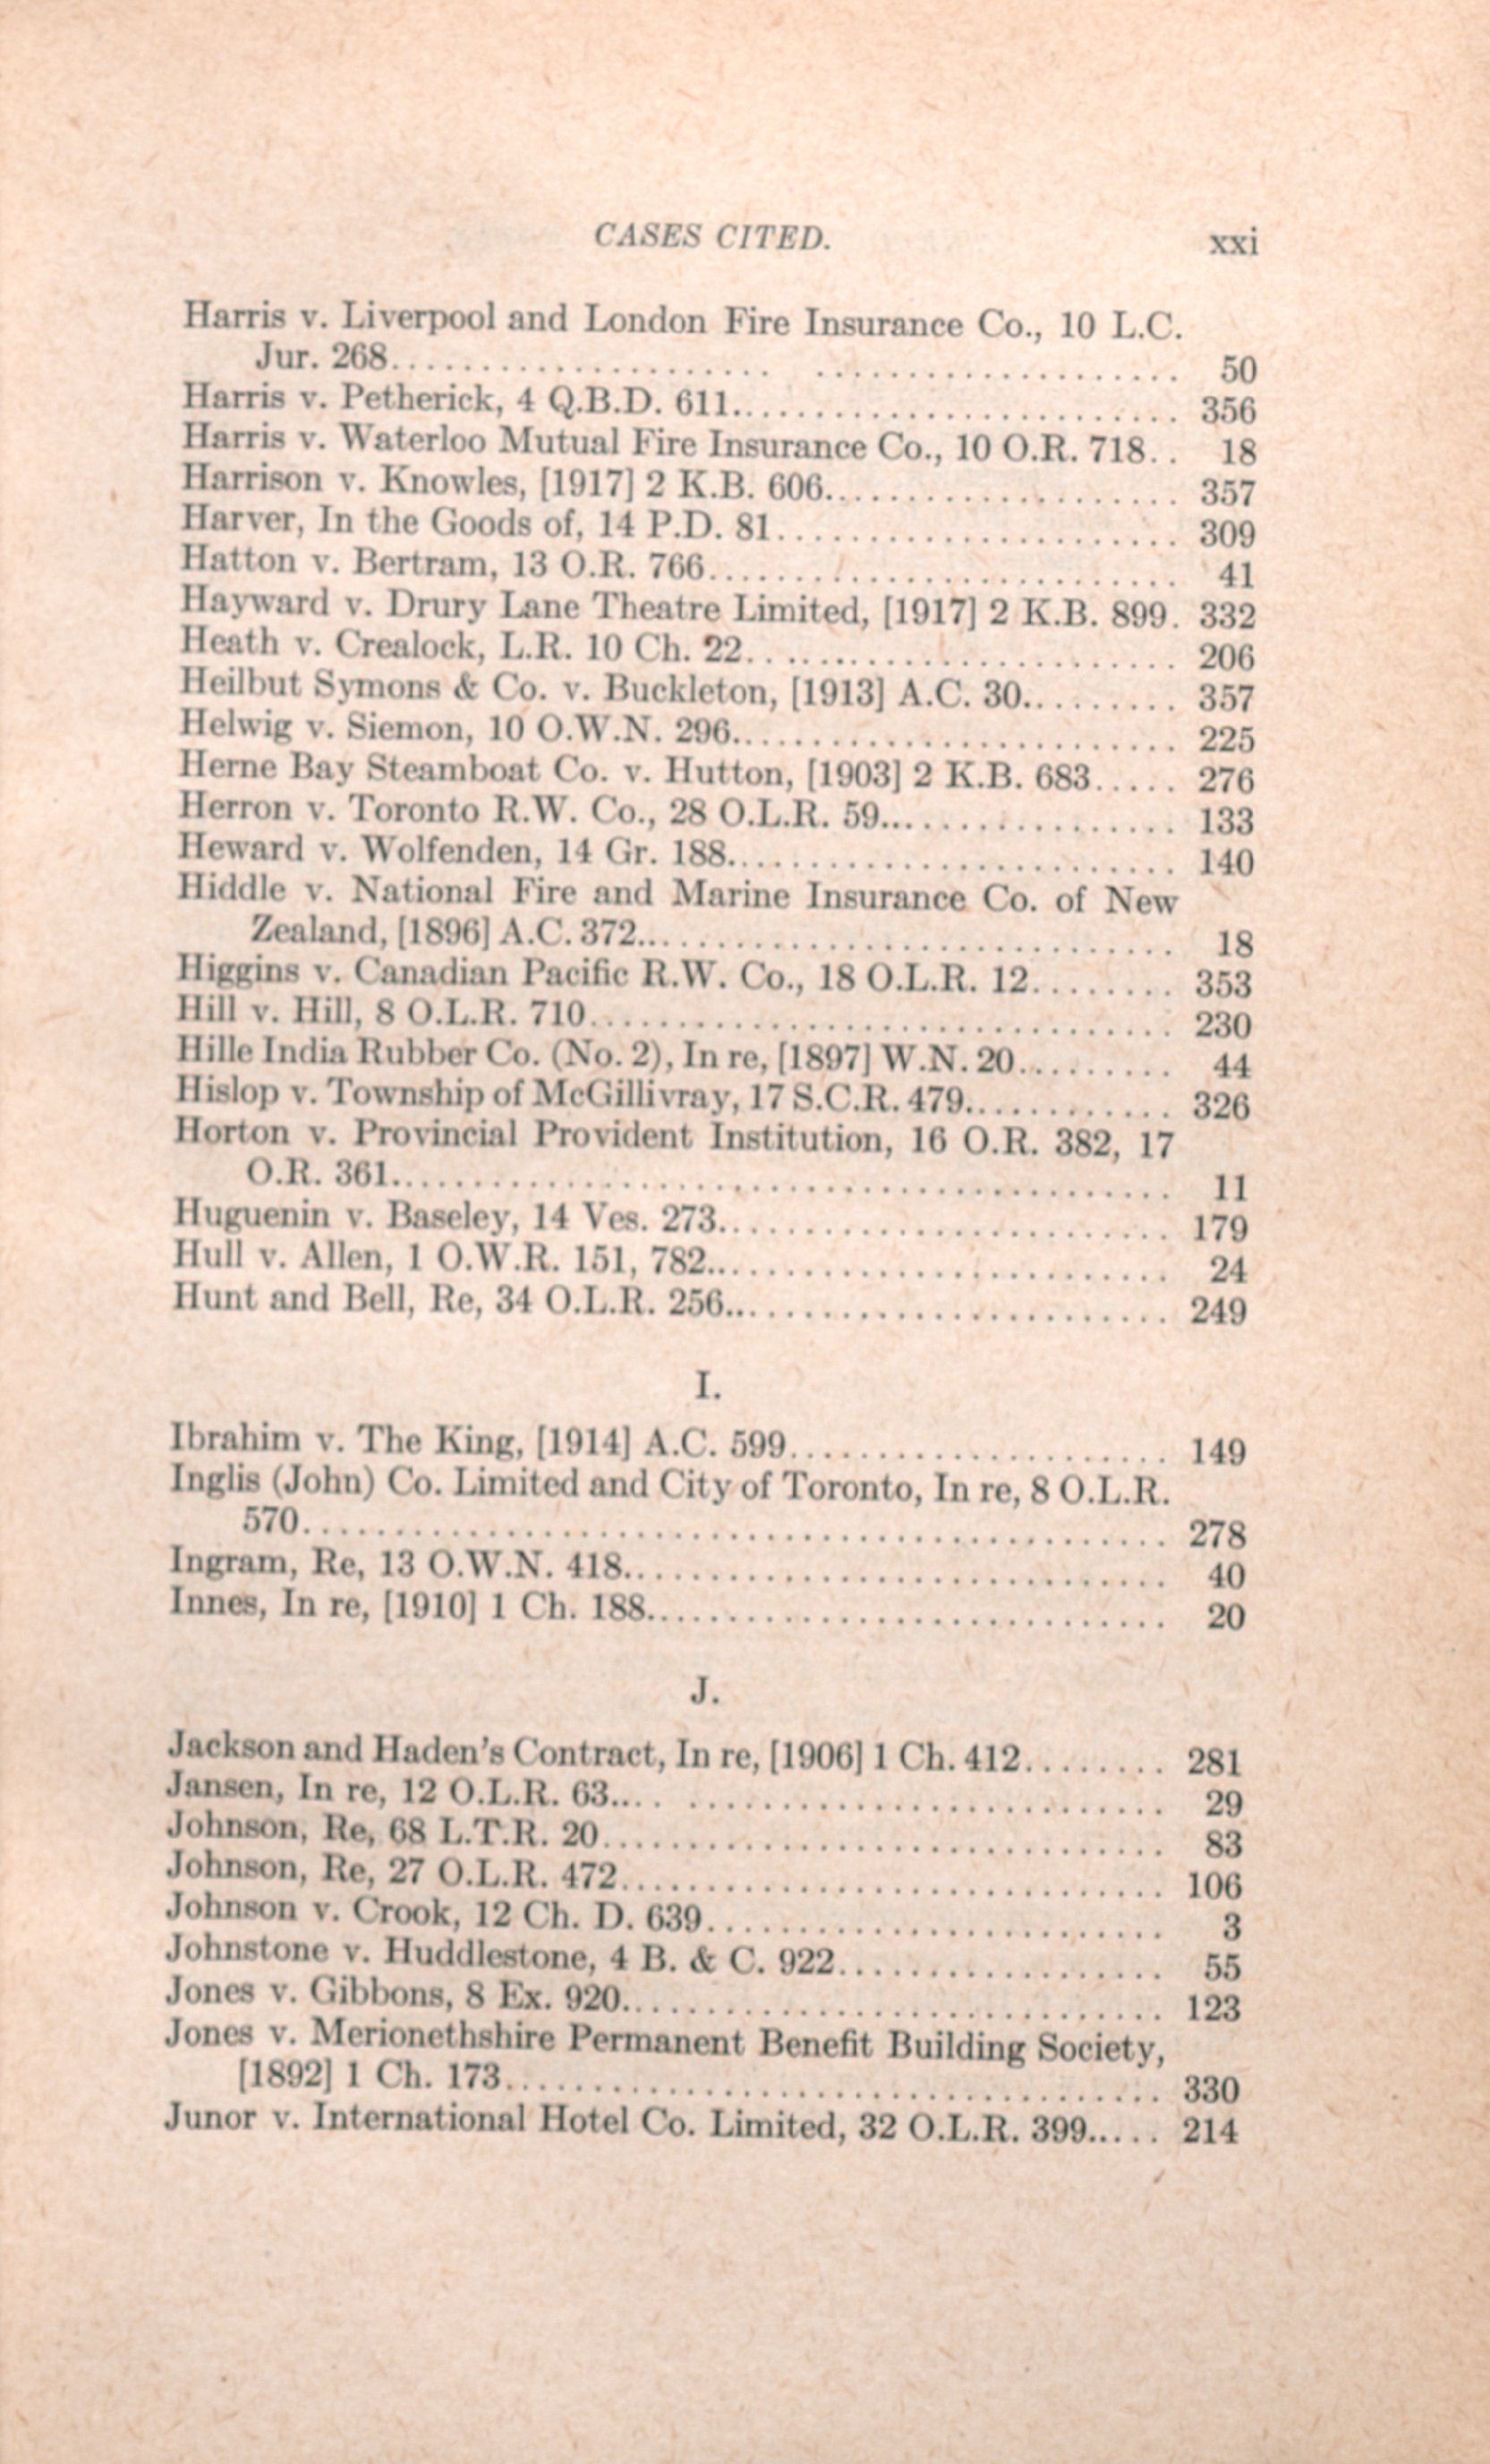 CASES CITED. xxi
Harris v. Liverpool and London Fire Insurance Co., 10 L.C.
Jur. 268........................................ 50
Harris v. Petherick, 4 Q.B.D. 611........................... 356
Harris v. Waterloo Mutual Fire Insurance Co., 10 O.R. 718.. 18
Harrison v. Knowles, [1917] 2 K.B. 606..................... 357
Harver, In the Goods of, 14 P.D. 81........................ 309
Hatton v. Bertram, 13 O.R. 766............................ 41
Hayward v. Drury Lane Theatre Limited, [1917] 2 K.B. 899. 332
Heath v. Crealock, L.R. 10 Ch. 22......................... 206
Heilbut Symons & Co. v. Buckleton, [1913] A.C. 30......... 357
Helwig v. Siemon, 10 O.W.N. 296.......................... 225
Herne Bay Steamboat Co. v. Hutton, [1903] 2 K.B. 683..... 276
Herron v. Toronto R.W. Co., 28 O.L.R. 59.................. 133
Heward v. Wolfenden, 14 Gr. 188.......................... 140
Hiddle v. National Fire and Marine Insurance Co. of New
Zealand, [1896] A.C. 372............................... 18
Higgins v. Canadian Pacific R.W. Co., 18 O.L.R. 12........ 353
Hill v. Hill, 8 O.L.R. 710................................. 230
Hille India Rubber Co. (No. 2), In re, [1897] W.N. 20......... 44
Hislop v. Township of McGillivray, 17 S.C.R. 479............ 326
Horton v. Provincial Provident Institution, 16 O.R. 382, 17
O.R. 361............................................. 11
Huguenin v. Baseley, 14 Ves. 273.......................... 179
Hull v. Allen, 1 O.W.R. 151, 782........................... 24
Hunt and Bell, Re, 34 O.L.R. 256.......................... 249
I.
Ibrahim v. The King, [1914] A.C. 599...................... 149
Inglis (John) Co. Limited and City of Toronto, In re, 8 O.L.R.
570................................................. 278
Ingram, Re, 13 O.W.N. 418............................... 40
Innes, In re, [1910] 1 Ch. 188.............................. 20
J.
Jackson and Haden's Contract, In re, [1906] 1 Ch. 412........ 281
Jansen, In re, 12 O.L.R. 63.... ........................... 29
Johnson, Re, 68 L.T.R. 20................................ 83
Johnson, Re, 27 O.L.R. 472............................... 106
Johnson v. Crook, 12 Ch. D. 639.......................... 3
Johnstone v. Huddlestone, 4 B. & C. 922................... 55
Jones v. Gibbons, 8 Ex. 920............................... 123
Jones v. Merionethshire Permanent Benefit Building Society,
[1892] 1 Ch. 173...................................... 330
Junor v. International Hotel Co. Limited, 32 O.L.R. 399..... 214